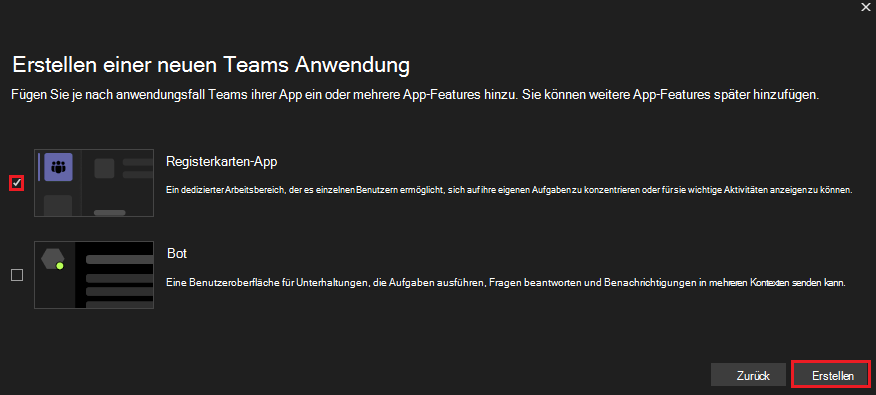 Erstellen einer neuen Teams Anwendung
Fügen Sie je nach anwendungsfall Teams ihrer App ein oder mehrere App-Features hinzu. Sie können weitere App-Features später hinzufügen.
Registerkarten-App
Ein dedizierter Arbeitsbereich, der es einzelnen Benutzern ermöglicht, sich auf ihre eigenen Aufgaben zu konzentrieren oder für sie wichtige Aktivitäten anzeigen zu können.
Bot
Eine Benutzeroberfläche für Unterhaltungen, die Aufgaben ausführen, Fragen beantworten und Benachrichtigungen in mehreren Kontexten senden kann.
Zurück
Erstellen